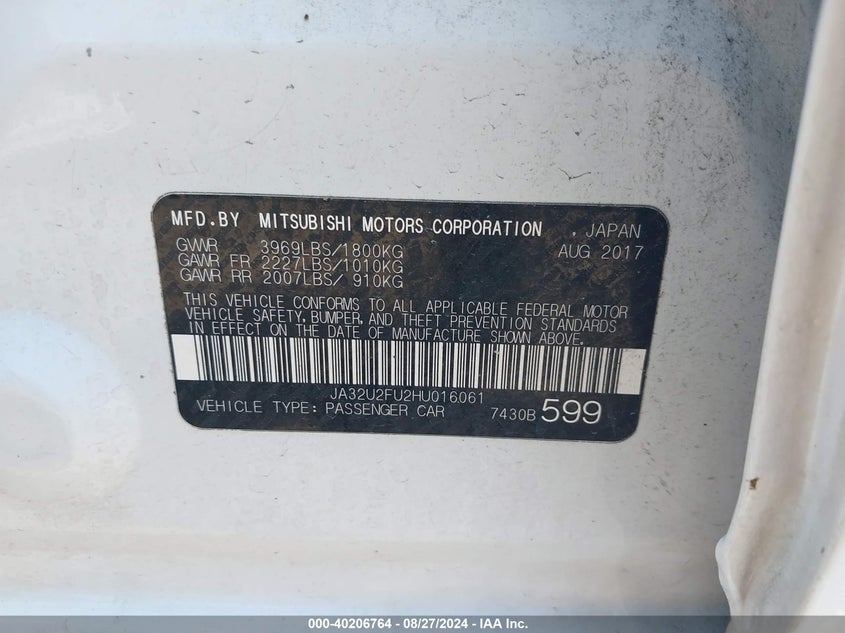 MFD.BY MITSUBISHI MOTORS CORPORATION , JAPAN
GVWR 3969LBS/1800KG AUG 2017
GAWR FR 2227LBS/1010KG
GAWR RR 2007LBS/ 910KG
THIS VEHICLE CONFORMS TO ALL APPLICABLE FEDERAL MOTOR
VEHICLE SAFETY, BUMPER, AND THEFT PREVENTION STANDARDS
IN EFFECT ON THE DATE OF MANUFACTURE SHOWN ABOVE.
JA32U2FU2HU016061
VEHICLE TYPE: PASSENGER CAR 7430B 599
000-40206764 - 08/27/2024 - IAA Inc.